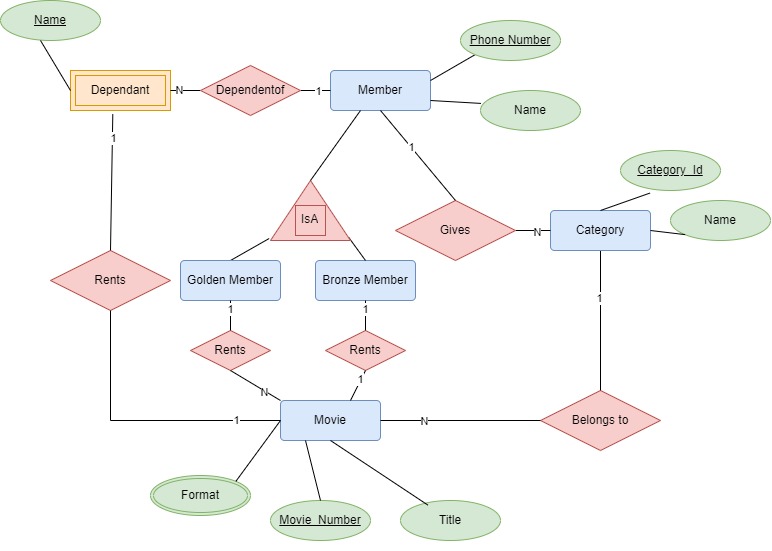 Name
Phone Number
Dependant
N
Dependentof
1
Member
Name
1
1
Category_Id
IsA
Name
Gives
N
Category
Rents
Golden Member
Bronze Member
1
1
1
Rents
Rents
N
1
1
Movie
N
Belongs to
Format
Movie_Number
Title